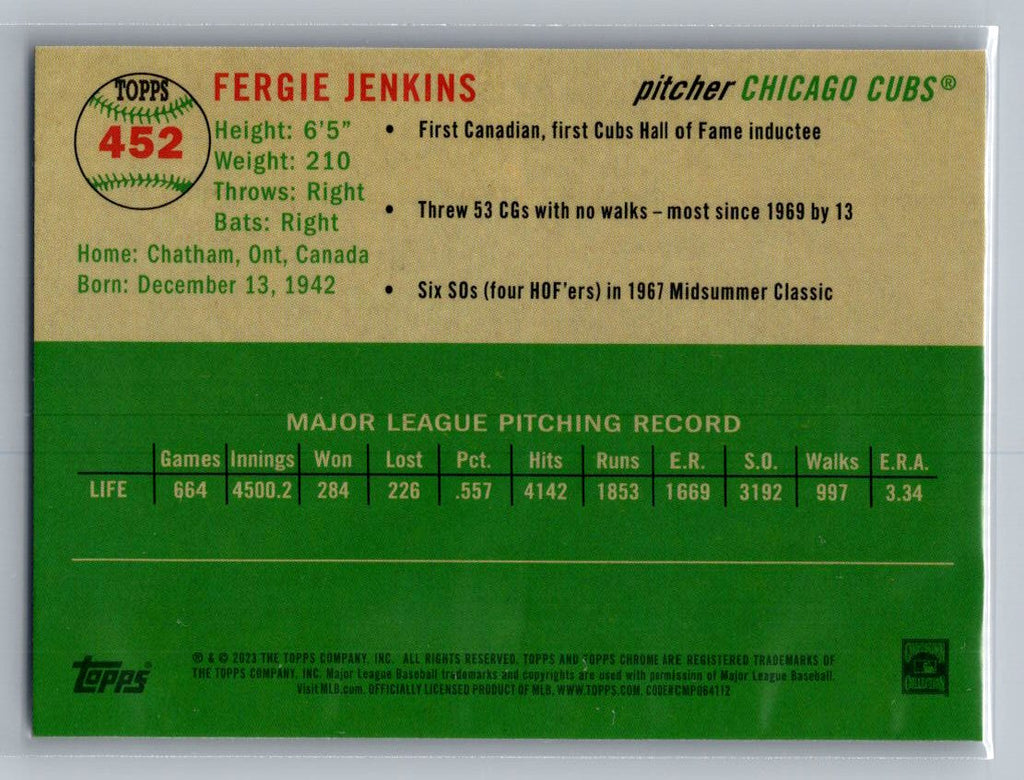 TOPPS
452
FERGIE JENKINS
pitcher CHICAGO CUBS®
Height: 6'5"
Weight: 210
Throws: Right
Bats: Right
Home: Chatham, Ont, Canada
Born: December 13, 1942
• First Canadian, first Cubs Hall of Fame inductee
• Threw 53 CGs with no walks – most since 1969 by 13
• Six SOs (four HOF'ers) in 1967 Midsummer Classic
MAJOR LEAGUE PITCHING RECORD
Games Innings Won Lost Pct. Hits Runs E.R. S.O. Walks E.R.A.
LIFE 664 4500.2 284 226 .557 4142 1853 1669 3192 997 3.34
topps
® & © 2023 THE TOPPS COMPANY, INC. ALL RIGHTS RESERVED. TOPPS AND TOPPS CHROME ARE REGISTERED TRADEMARKS OF
THE TOPPS COMPANY, INC. Major League Baseball trademarks and copyrights are used with permission of Major League Baseball.
Visit MLB.com. OFFICIALLY LICENSED PRODUCT OF MLB. WWW.TOPPS.COM. CODE#CMP064112